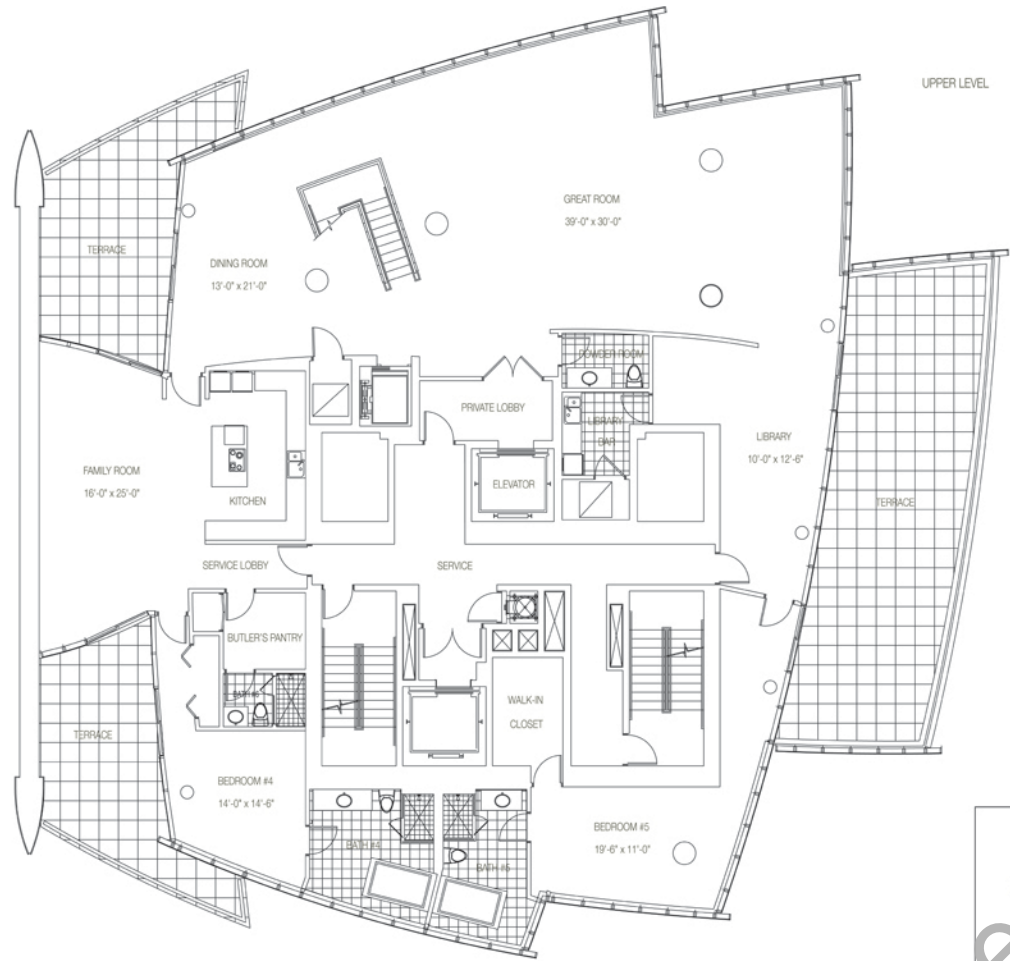 UPPER LEVEL
GREAT ROOM
39'-0" x 30'-0"
TERRACE
DINING ROOM
13'-0" x 21'-0"
POWDER ROOM
PRIVATE LOBBY
LIBRARY
BAR
LIBRARY
10'-0" x 12'-6"
FAMILY ROOM
16'-0" x 25'-0"
ELEVATOR
KITCHEN
TERRACE
SERVICE LOBBY
SERVICE
BUTLER'S PANTRY
BATH #6
WALK-IN
CLOSET
TERRACE
BEDROOM #4
14'-0" x 14'-6"
BEDROOM #5
19'-6" x 11'-0"
BATH #4
BATH #5